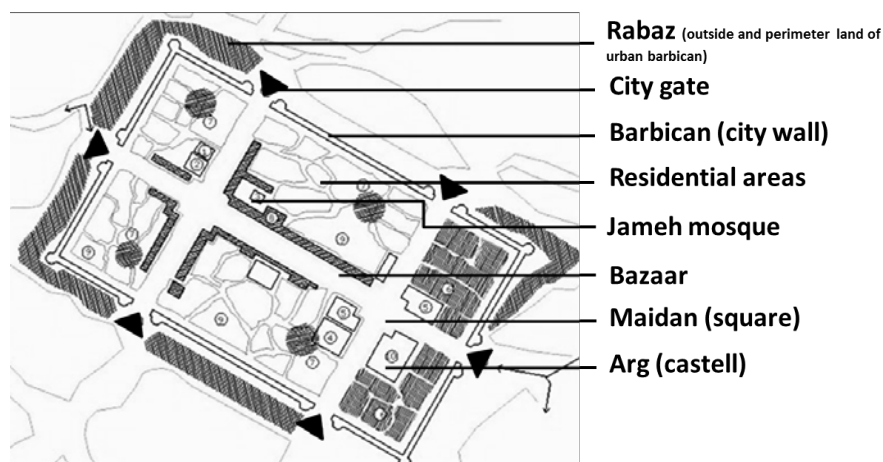 Rabaz (outside and perimeter land of
urban barbican)
City gate
Barbican (city wall)
Residential areas
Jameh mosque
Bazaar
Maidan (square)
Arg (castell)